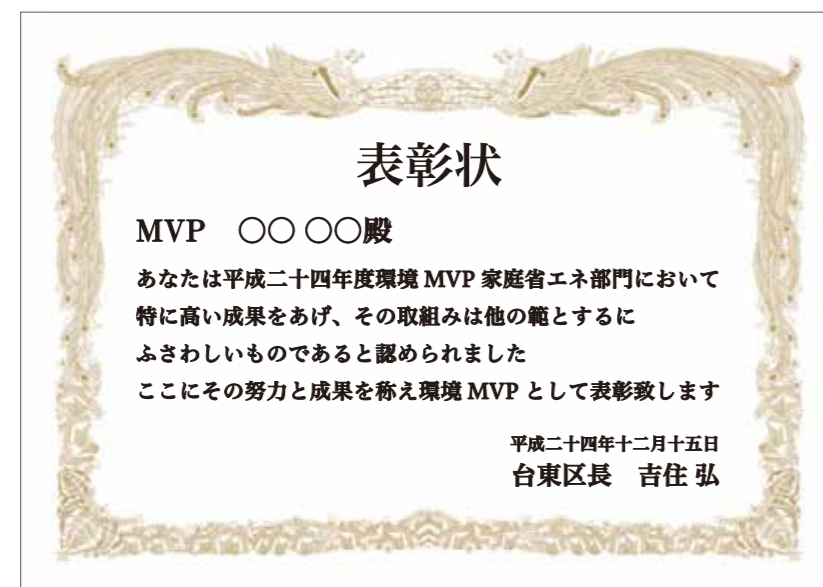 表彰状
MVP　〇〇 〇〇殿
あなたは平成二十四年度環境 MVP 家庭省エネ部門において
特に高い成果をあげ、その取組みは他の範とするに
ふさわしいものであると認められました
ここにその努力と成果を称え環境 MVP として表彰致します
平成二十四年十二月十五日
台東区長　吉住 弘